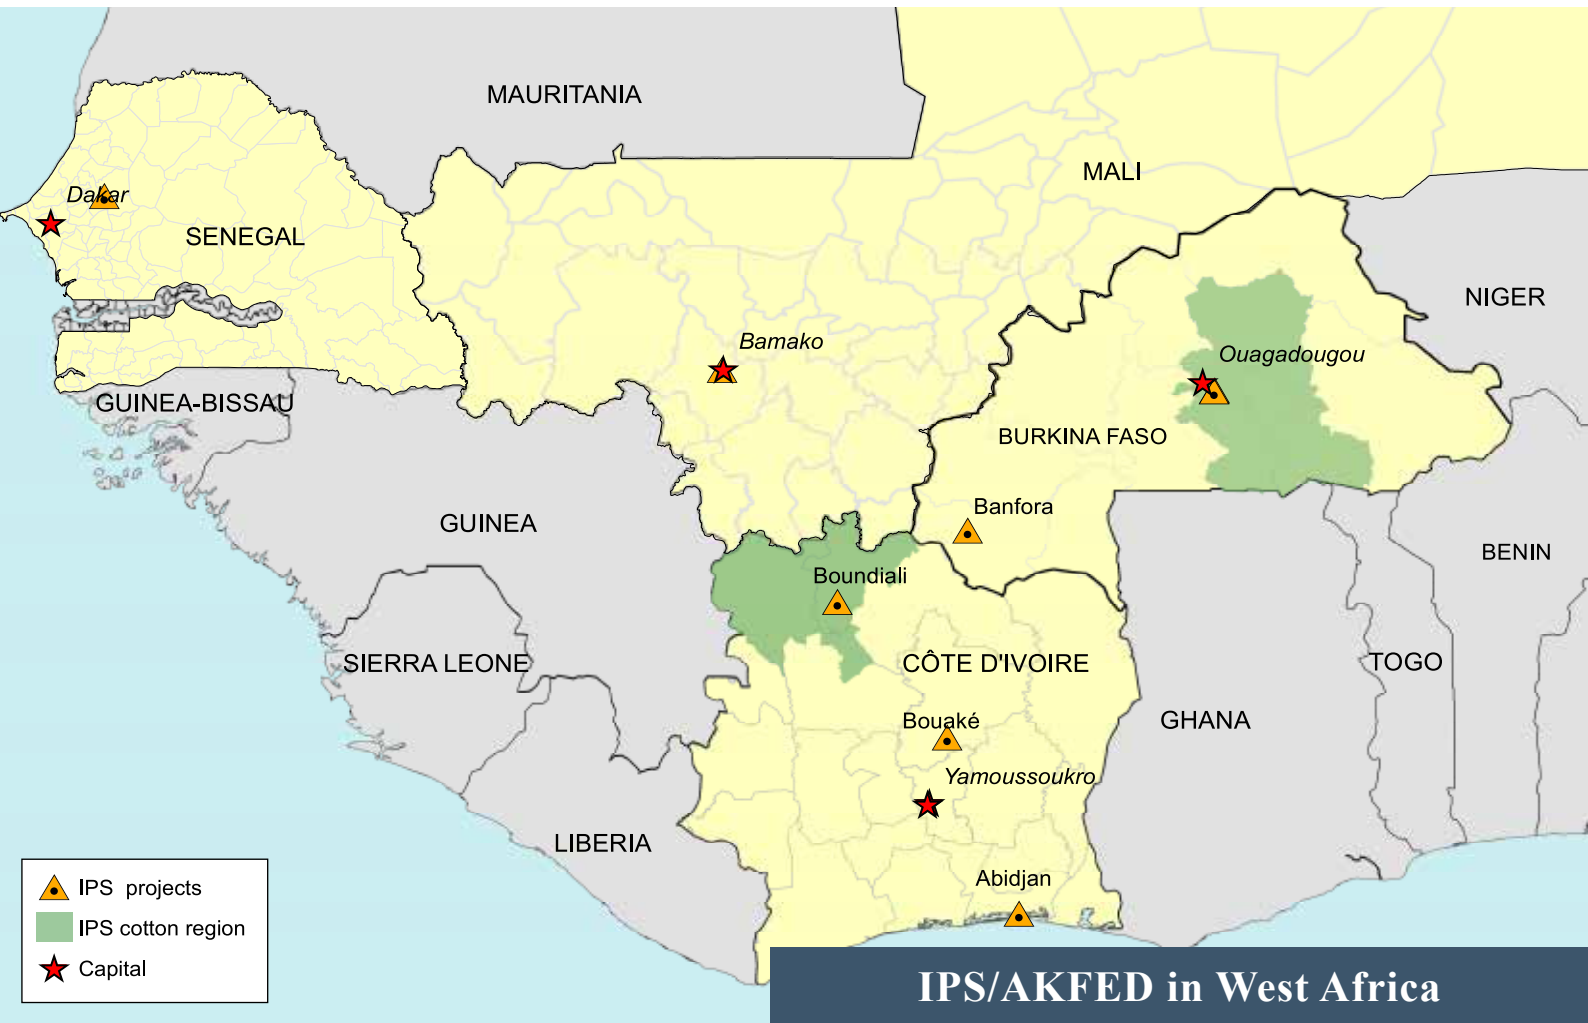 MAURITANIA
MALI
Dakar
SENEGAL
NIGER
Bamako
Ouagadougou
GUINEA-BISSAU
BURKINA FASO
Banfora
GUINEA
BENIN
Boundiali
SIERRA LEONE
CÔTE D'IVOIRE
TOGO
Bouaké
GHANA
Yamoussoukro
LIBERIA
Abidjan
IPS projects
IPS cotton region
Capital
IPS/AKFED in West Africa